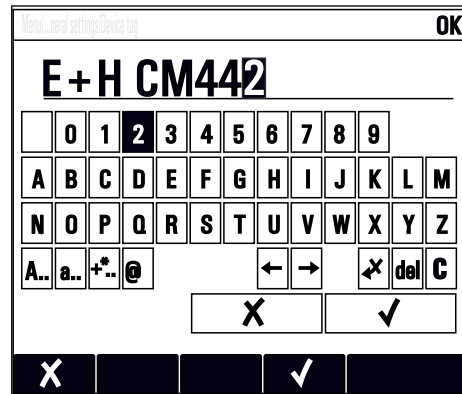 Menu/...neral settings/Device tag OK
E+H CM442
0 1 2 3 4 5 6 7 8 9
A B C D E F G H I J K L M
N O P Q R S T U V W X Y Z
A.. a.. +*.. @ ← → del C